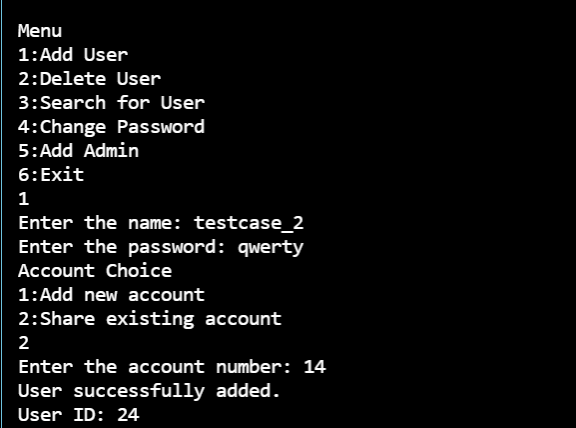 Menu
1:Add User
2:Delete User
3:Search for User
4:Change Password
5:Add Admin
6:Exit
1
Enter the name: testcase_2
Enter the password: qwerty
Account Choice
1:Add new account
2:Share existing account
2
Enter the account number: 14
User successfully added.
User ID: 24